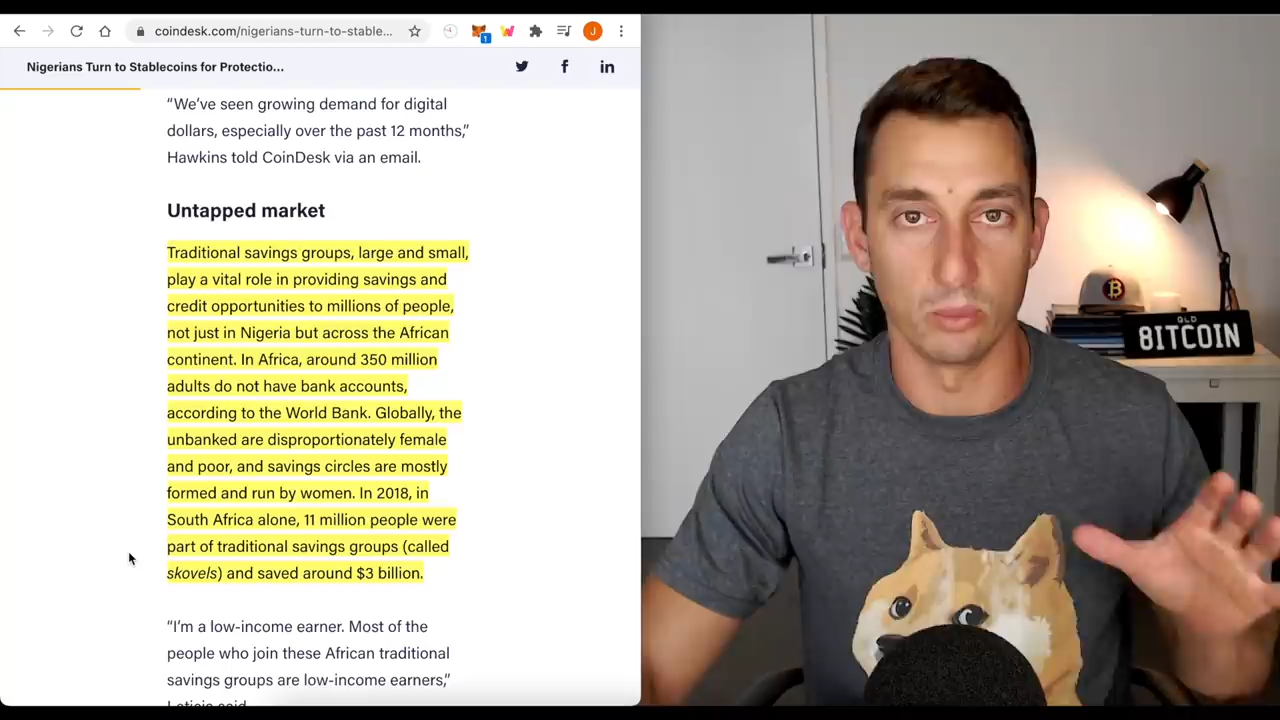 coindesk.com/nigerians-turn-to-stable...
1
J
Nigerians Turn to Stablecoins for Protectio...
“We’ve seen growing demand for digital
dollars, especially over the past 12 months,”
Hawkins told CoinDesk via an email.
Untapped market
Traditional savings groups, large and small,
play a vital role in providing savings and
credit opportunities to millions of people,
not just in Nigeria but across the African
continent. In Africa, around 350 million
adults do not have bank accounts,
according to the World Bank. Globally, the
unbanked are disproportionately female
and poor, and savings circles are mostly
formed and run by women. In 2018, in
South Africa alone, 11 million people were
part of traditional savings groups (called
skovels) and saved around $3 billion.
“I’m a low-income earner. Most of the
people who join these African traditional
savings groups are low-income earners,”
Leticia said.
QLD
8ITCOIN